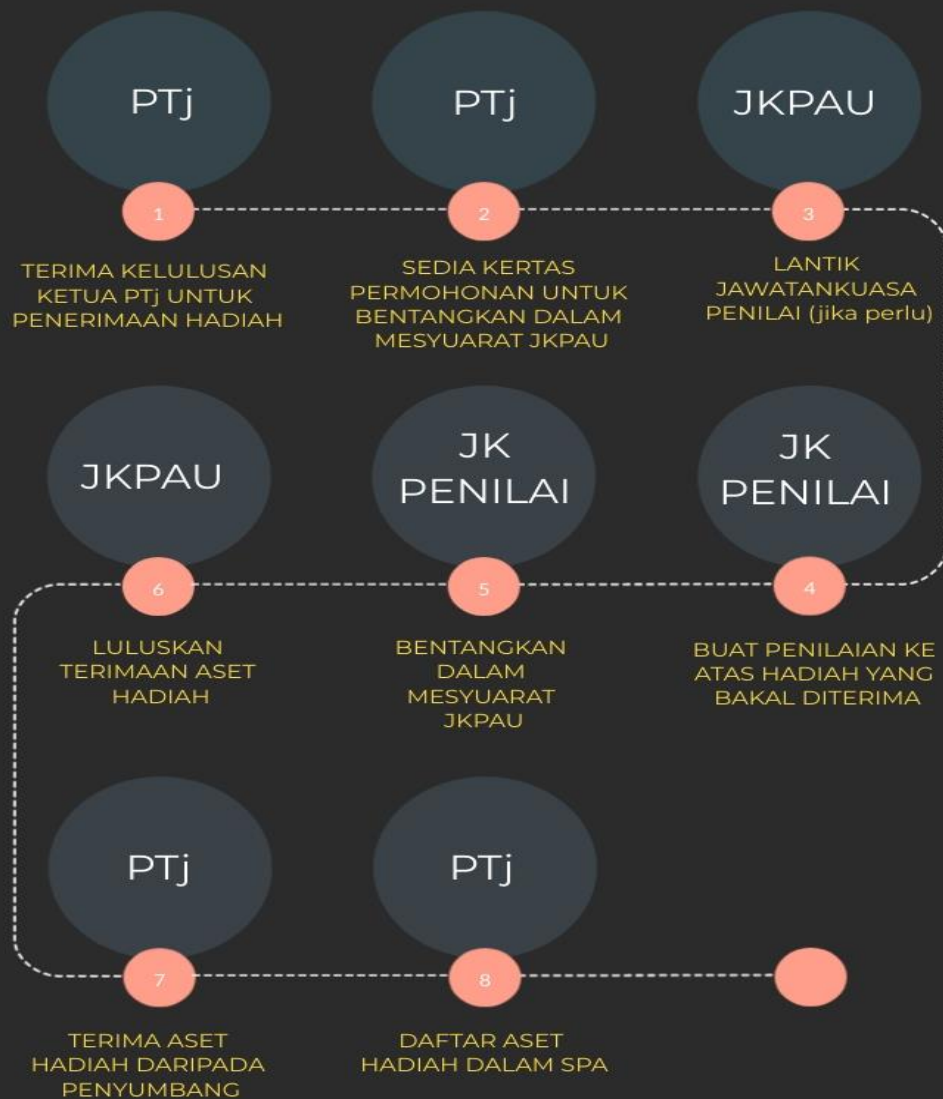 PTj
PTj
JKPAU
1
2
3
TERIMA KELULUSAN
KETUA PTj UNTUK
PENERIMAAN HADIAH
SEDIA KERTAS
PERMOHONAN UNTUK
BENTANGKAN DALAM
MESYUARAT JKPAU
LANTIK
JAWATANKUASA
PENILAI (jika perlu)
JK
PENILAI
4
BUAT PENILAIAN KE
ATAS HADIAH YANG
BAKAL DITERIMA
JK
PENILAI
5
BENTANGKAN
DALAM
MESYUARAT
JKPAU
JKPAU
6
LULUSKAN
TERIMAAN ASET
HADIAH
PTj
7
TERIMA ASET
HADIAH DARIPADA
PENYUMBANG
PTj
8
DAFTAR ASET
HADIAH DALAM SPA